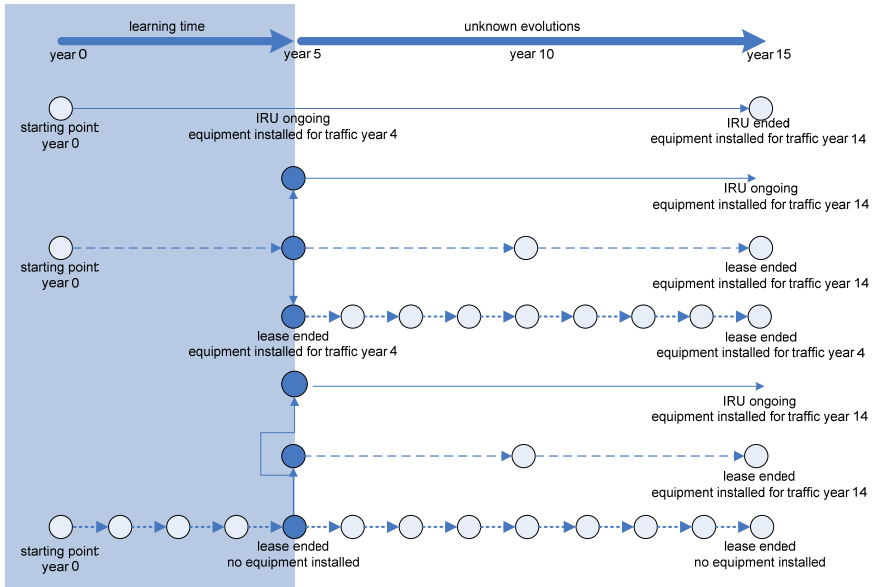 learning time
unknown evolutions
year 0
year 5
year 10
year 15
starting point
year 0
IRU ongoing
equipment installed for traffic year 4
IRU ended
equipment installed for traffic year 14
IRU ongoing
equipment installed for traffic year 14
starting point
year 0
lease ended
equipment installed for traffic year 14
lease ended
equipment installed for traffic year 4
lease ended
equipment installed for traffic year 4
IRU ongoing
equipment installed for traffic year 14
lease ended
equipment installed for traffic year 14
starting point
year 0
lease ended
no equipment installed
lease ended
no equipment installed